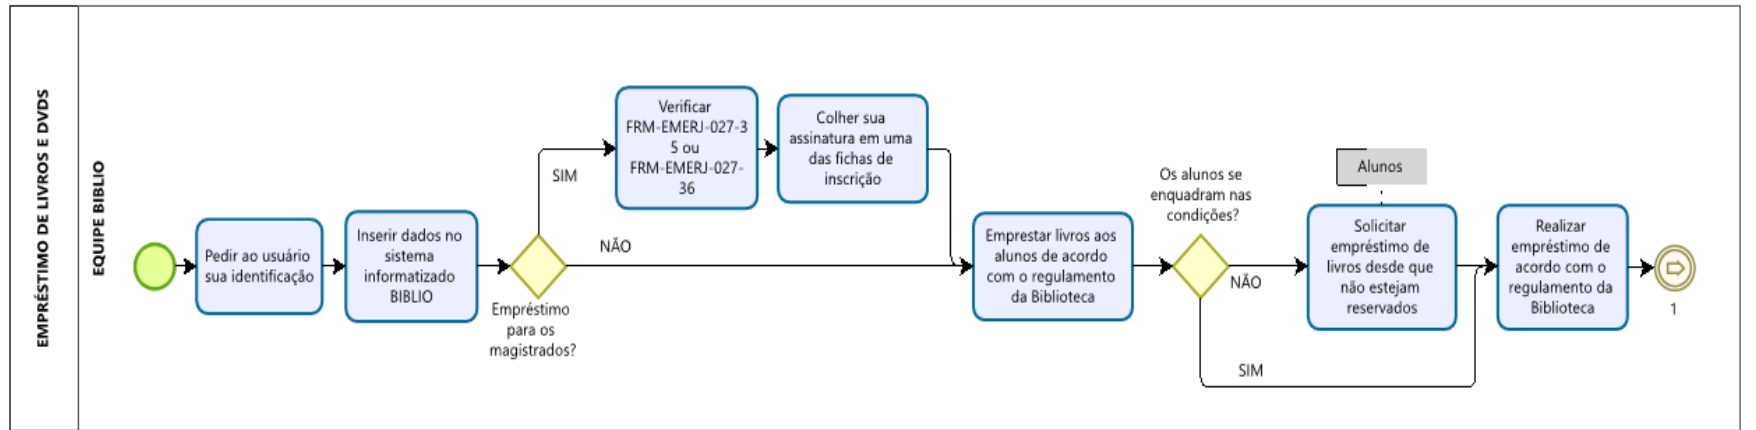 EMPRÉSTIMO DE LIVROS E DVDS
EQUIPE BIBLIO
Pedir ao usuário
sua identificação
Inserir dados no
sistema
informatizado
BIBLIO
Empréstimo
para os
magistrados?
SIM
NÃO
Verificar
FRM-EMERJ-027-3
5 ou
FRM-EMERJ-027-
36
Colher sua
assinatura em uma
das fichas de
inscrição
Emprestar livros aos
alunos de acordo
com o regulamento
da Biblioteca
Os alunos se
enquadram nas
condições?
NÃO
SIM
Alunos
Solicitar
empréstimo de
livros desde que
não estejam
reservados
Realizar
empréstimo de
acordo com o
regulamento da
Biblioteca
1